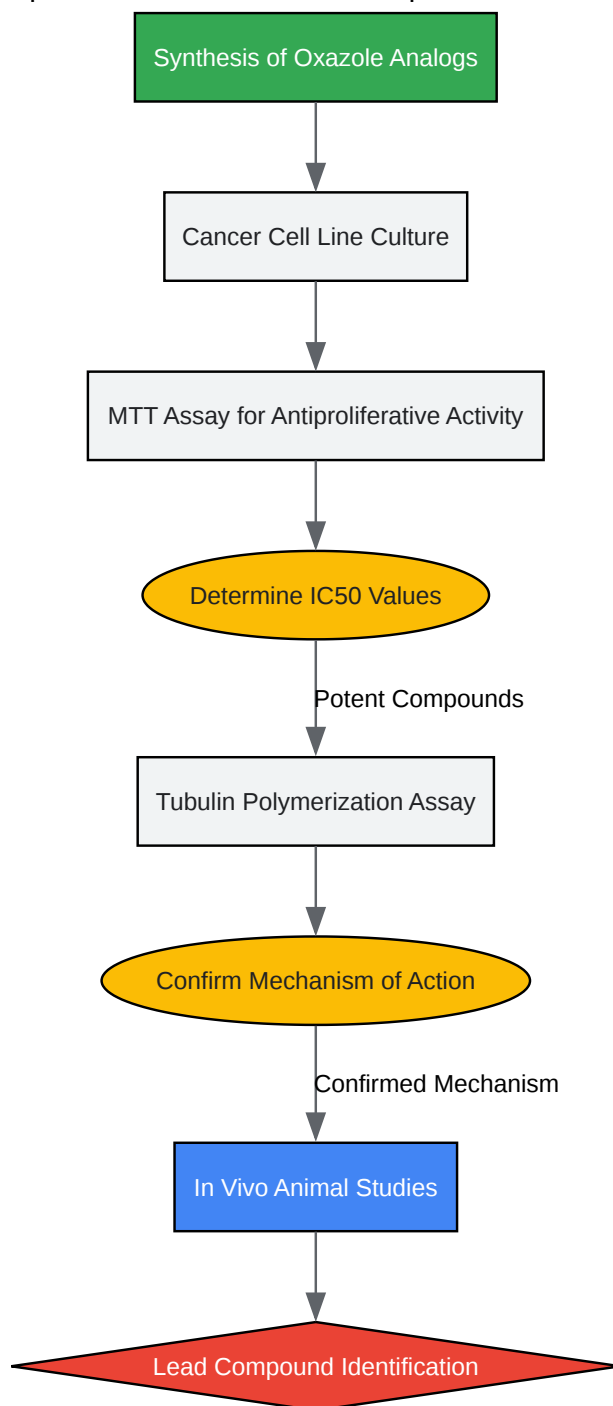 Synthesis of Oxazole Analogs
Cancer Cell Line Culture
MTT Assay for Antiproliferative Activity
Determine IC50 Values
Potent Compounds
Tubulin Polymerization Assay
Confirm Mechanism of Action
Confirmed Mechanism
In Vivo Animal Studies
Lead Compound Identification